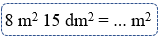 8 m² 15 dm² = ... m²